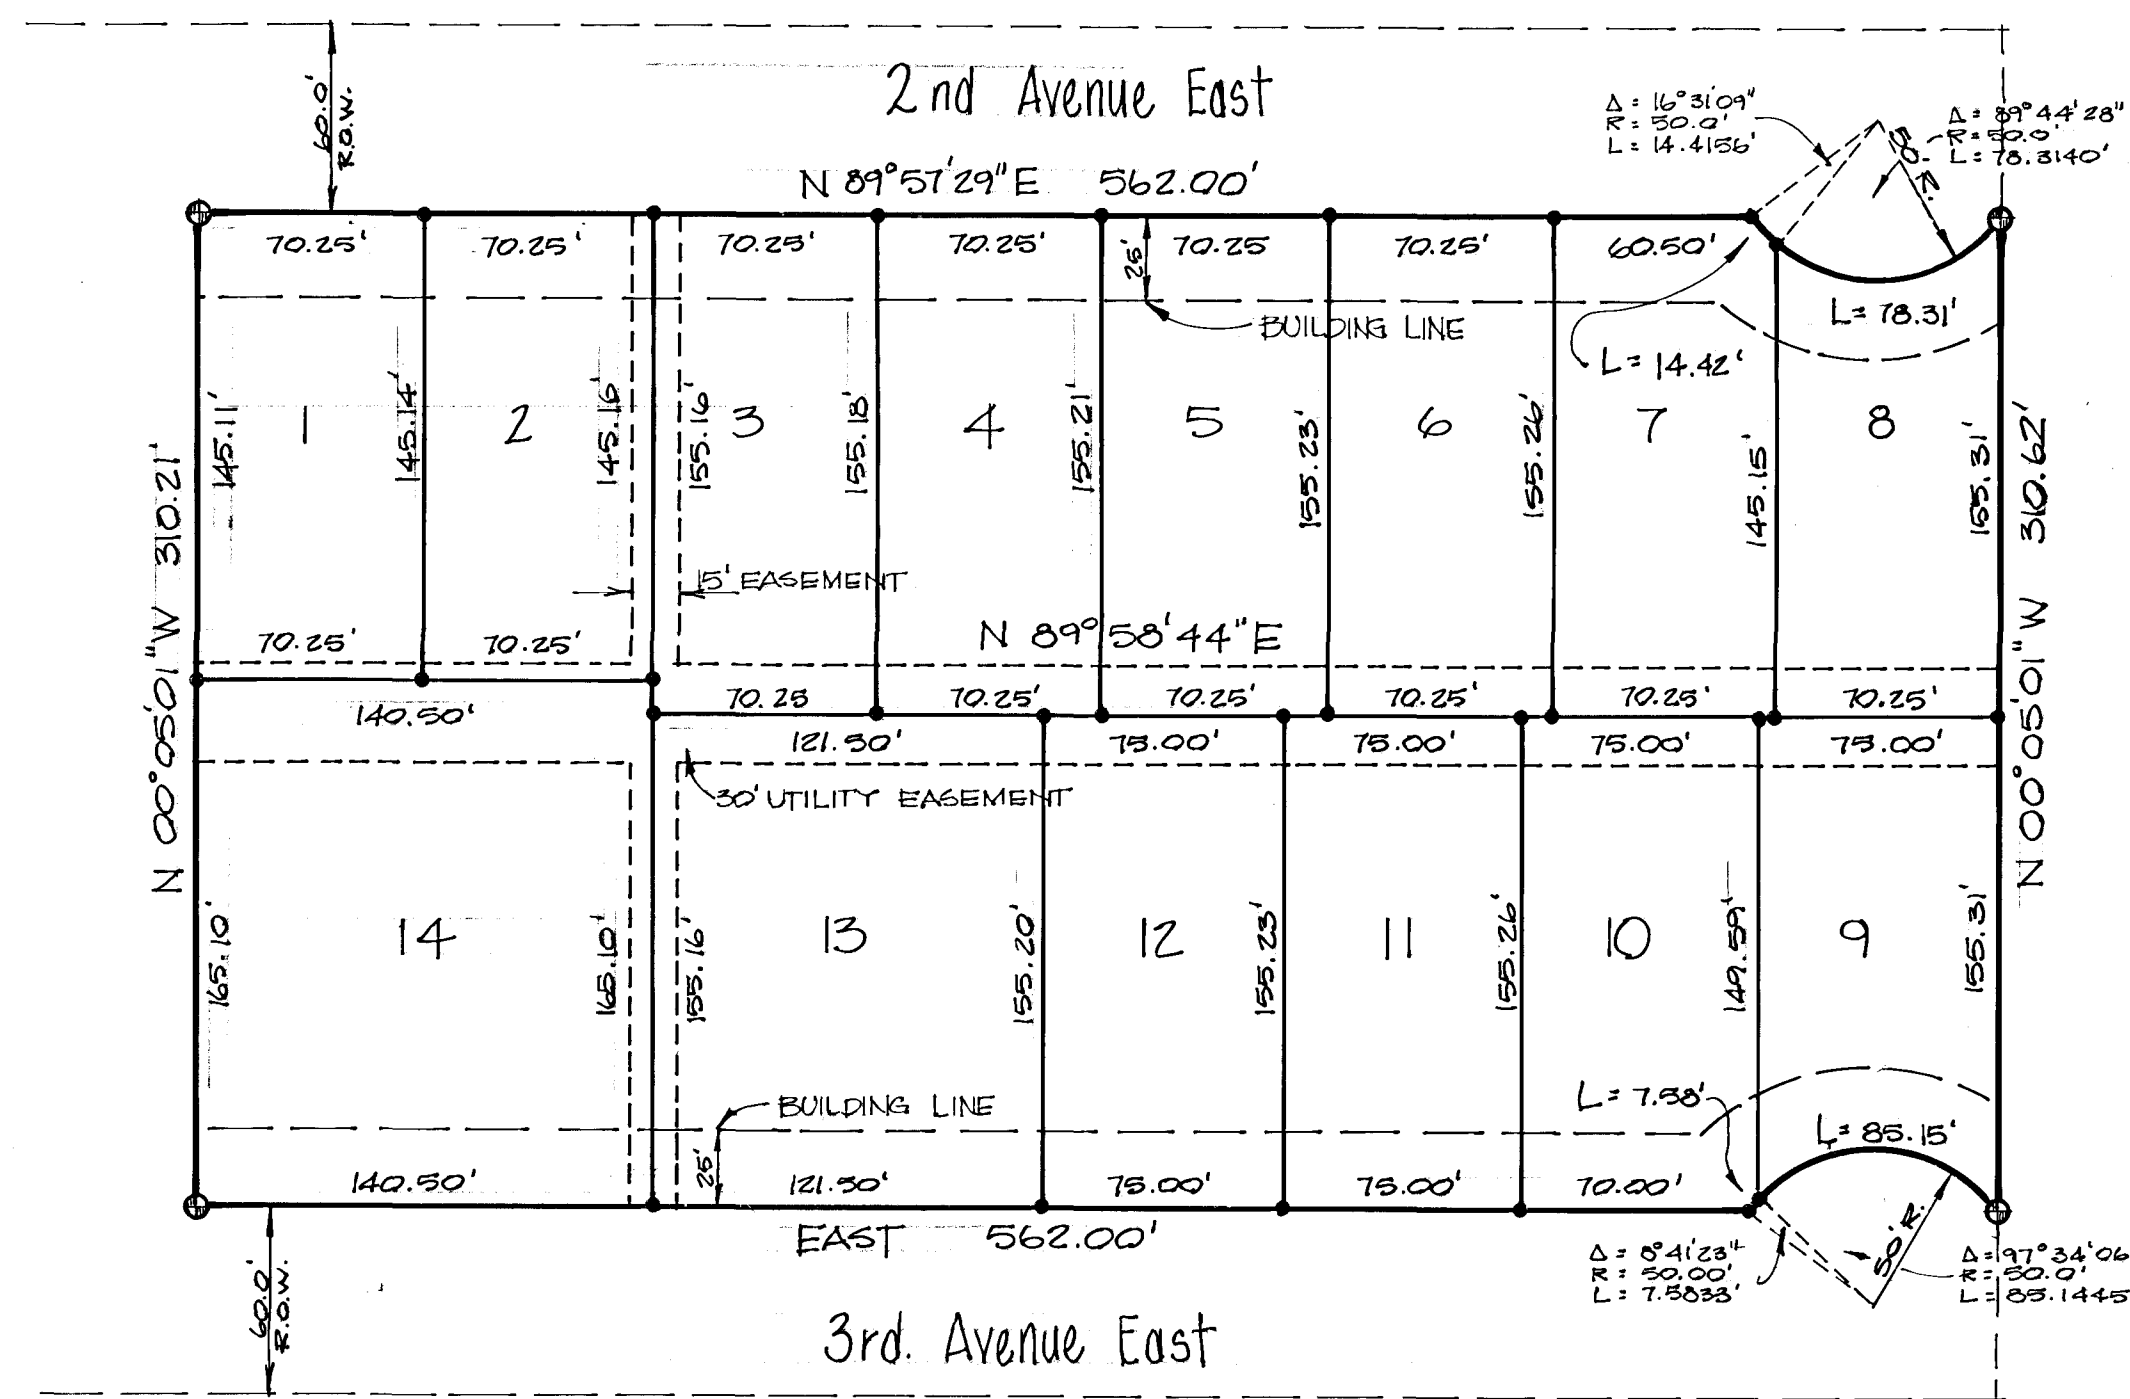 60.0'
R.O.W.
2nd Avenue East
Δ = 16°31'09"
R = 50.0'
L = 14.4156'
Δ = 89°44'28"
R = 50.0'
L = 78.3140'
50' R.
N 89°57'29" E 562.00'
70.25' 70.25' 70.25' 70.25' 70.25 70.25' 60.50'
25'
BUILDING LINE
L = 78.31'
L = 14.42'
N 00°05'01" W 310.21'
145.11' 1 145.14' 2 145.16' 155.16' 3 155.18' 4 155.21' 5 155.23' 6 155.26' 7 145.15' 8 155.31'
N 00°05'01" W 310.62'
15' EASEMENT
N 89°58'44" E
70.25' 70.25'
70.25 70.25' 70.25' 70.25' 70.25' 70.25'
140.50'
121.50' 75.00' 75.00' 75.00' 75.00'
30' UTILITY EASEMENT
165.10' 14 165.10' 155.16' 13 155.20' 12 155.23' 11 155.26' 10 149.59' 9 155.31'
BUILDING LINE
25'
L = 7.58'
L = 85.15'
140.50' 121.50' 75.00' 75.00' 70.00'
EAST 562.00'
50' R.
Δ = 8°41'23"
R = 50.00'
L = 7.5833'
Δ = 97°34'06
R = 50.0'
L = 85.1445
60.0'
R.O.W.
3rd. Avenue East